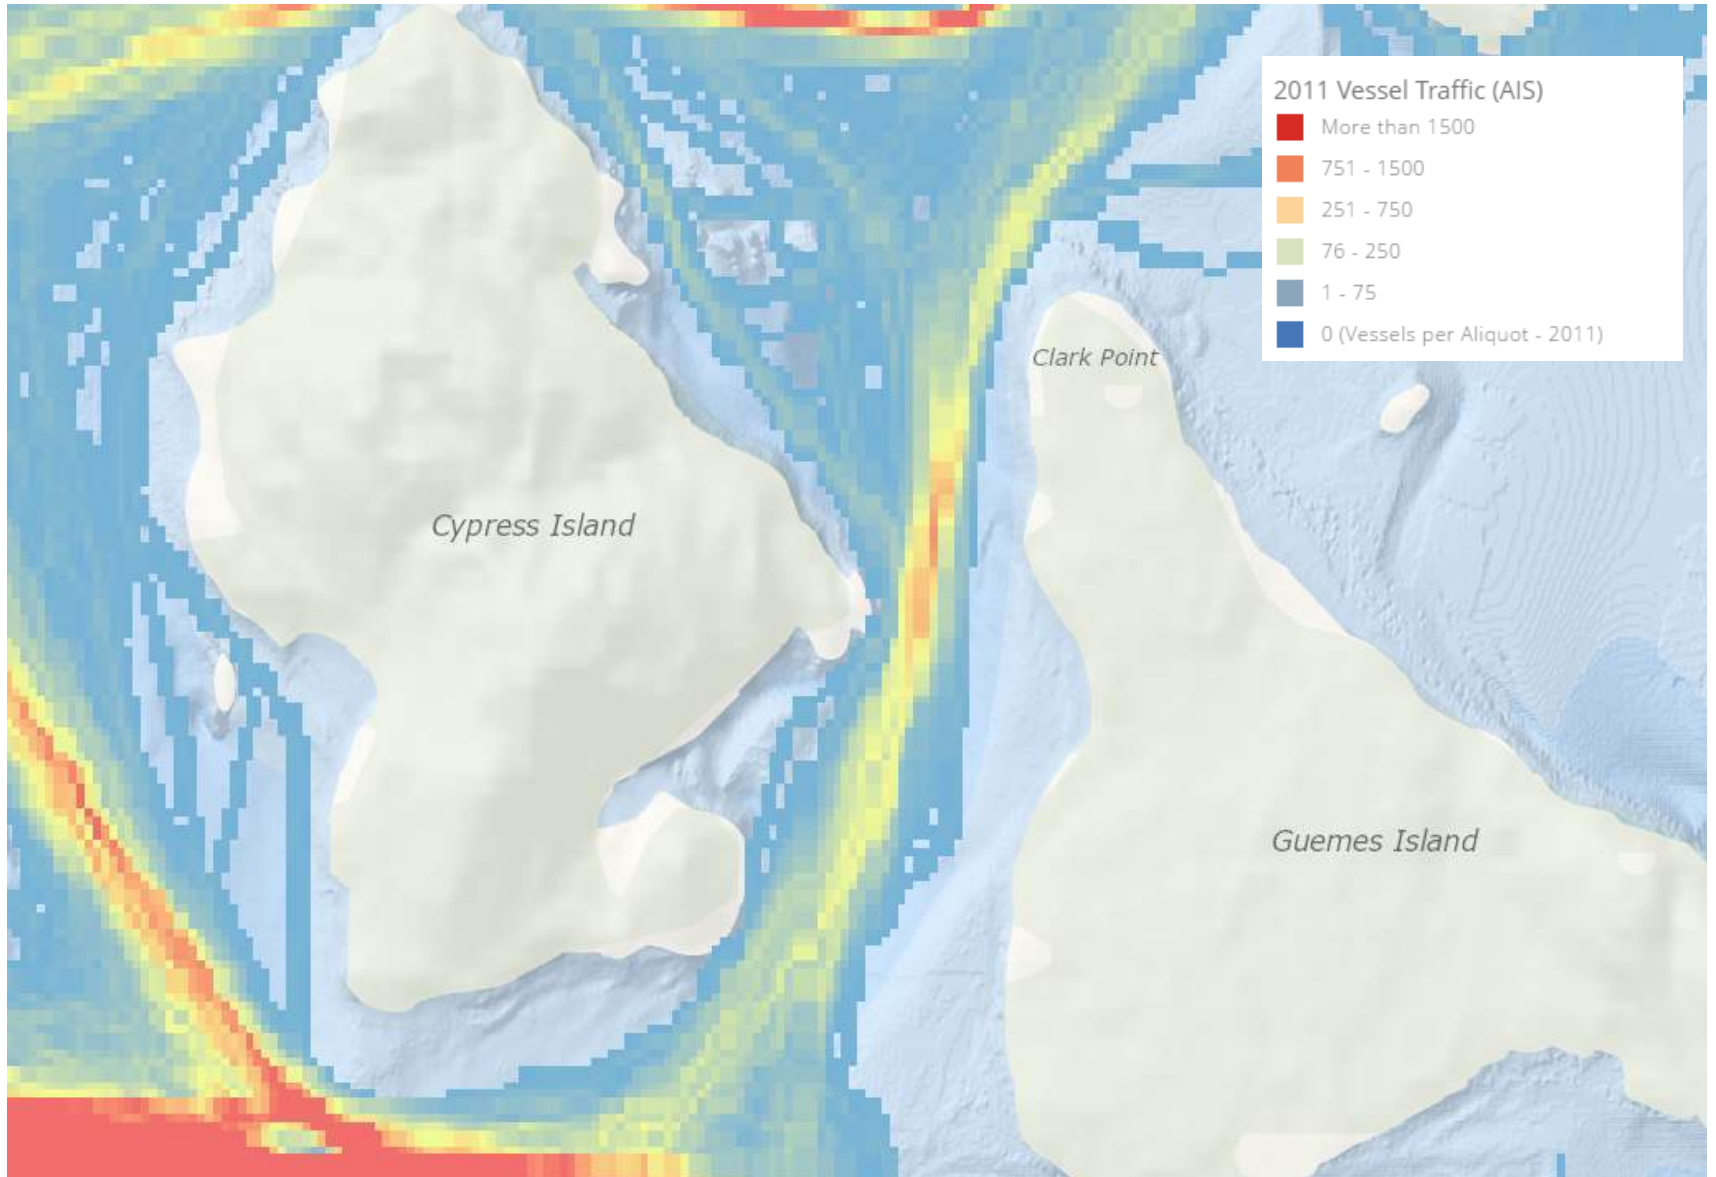 2011 Vessel Traffic (AIS)
More than 1500
751 - 1500
251 - 750
76 - 250
1 - 75
0 (Vessels per Aliquot - 2011)
Clark Point
Cypress Island
Guemes Island